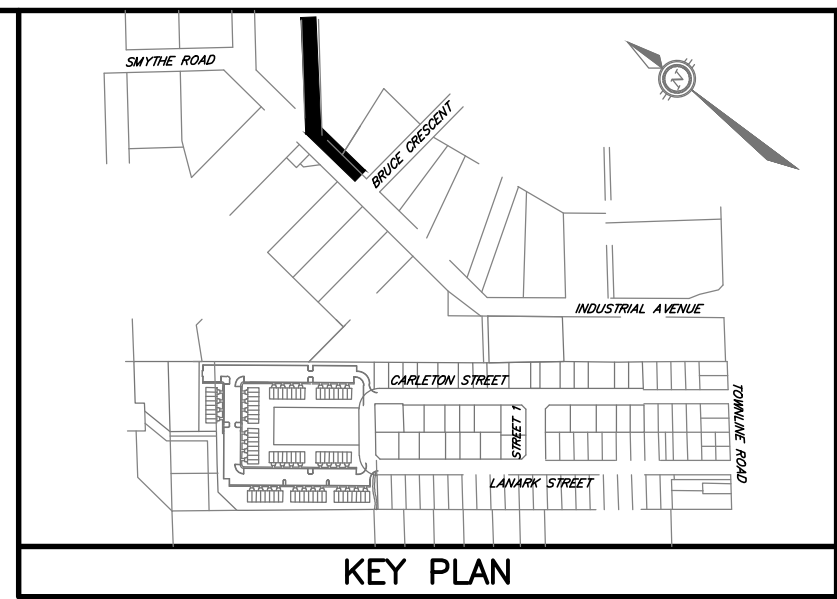 SMYTHE ROAD
BRUCE CRESCENT
N
INDUSTRIAL AVENUE
CARLETON STREET
STREET 1
TOWNLINE ROAD
LANARK STREET
KEY PLAN